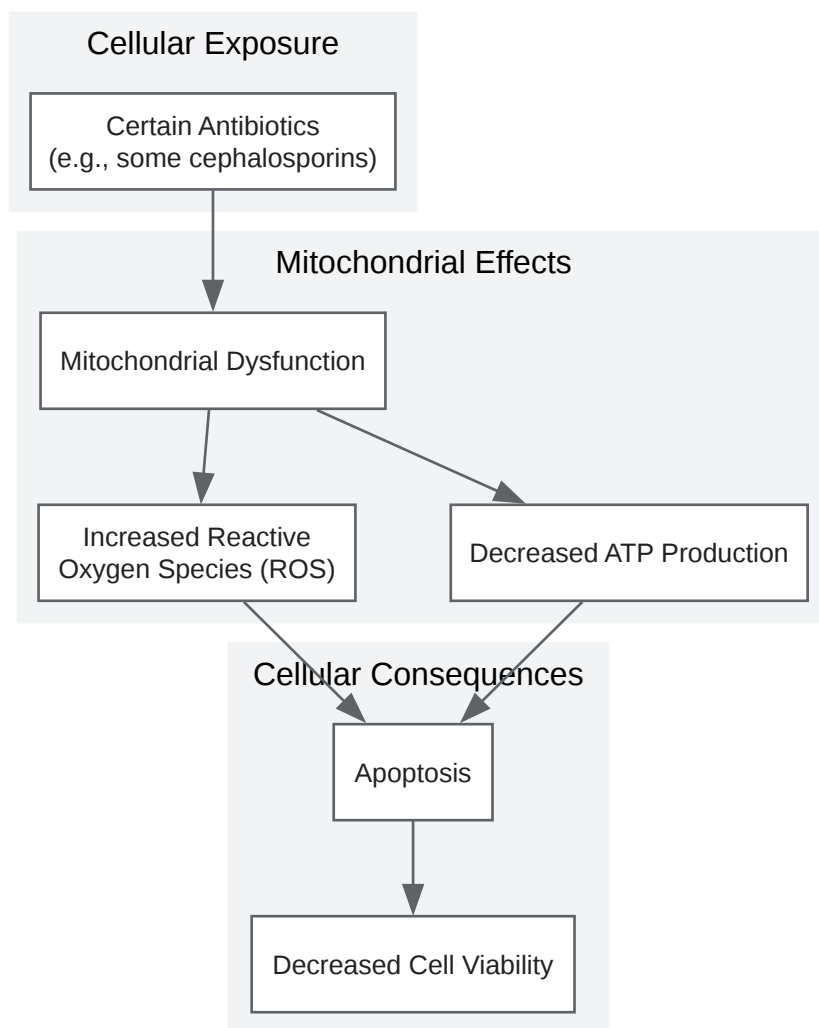 Cellular Exposure
Certain Antibiotics
(e.g., some cephalosporins)
Mitochondrial Effects
Mitochondrial Dysfunction
Increased Reactive
Oxygen Species (ROS)
Decreased ATP Production
Cellular Consequences
Apoptosis
Decreased Cell Viability